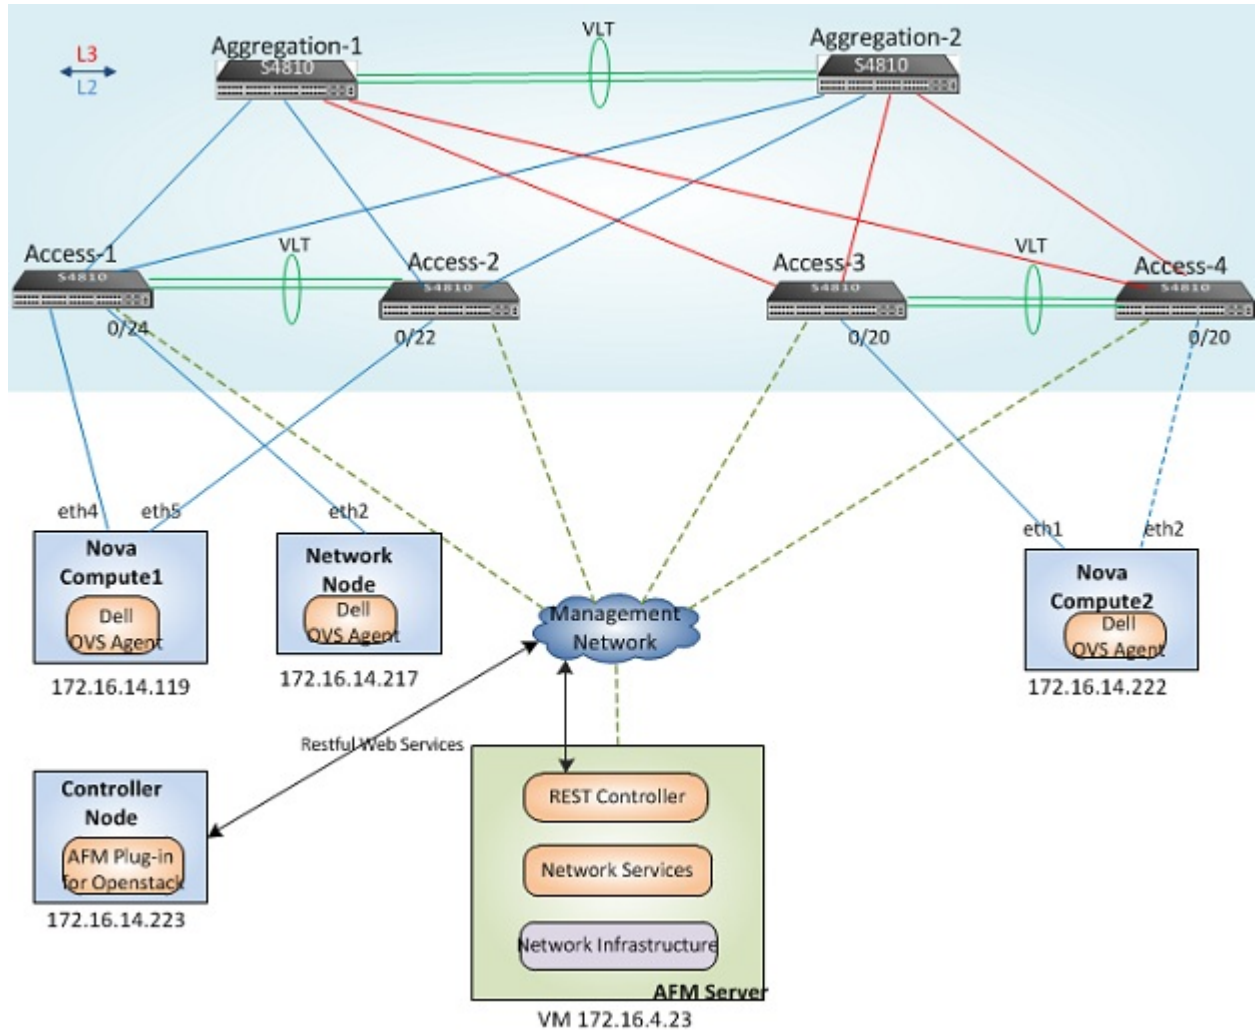 VLT
Aggregation-1
Aggregation-2
L3
L2
S4810
S4810
Access-1
VLT
Access-2
Access-3
VLT
Access-4
S4810
S4810
S4810
S4810
0/24
0/22
0/20
0/20
eth4
eth5
eth2
eth1
eth2
Nova
Compute1
Dell
OVS Agent
172.16.14.119
Network
Node
Dell
OVS Agent
172.16.14.217
Management
Network
Nova
Compute2
Dell
OVS Agent
172.16.14.222
Restful Web Services
Controller
Node
AFM Plug-in
for Openstack
172.16.14.223
REST Controller
Network Services
Network Infrastructure
AFM Server
VM 172.16.4.23